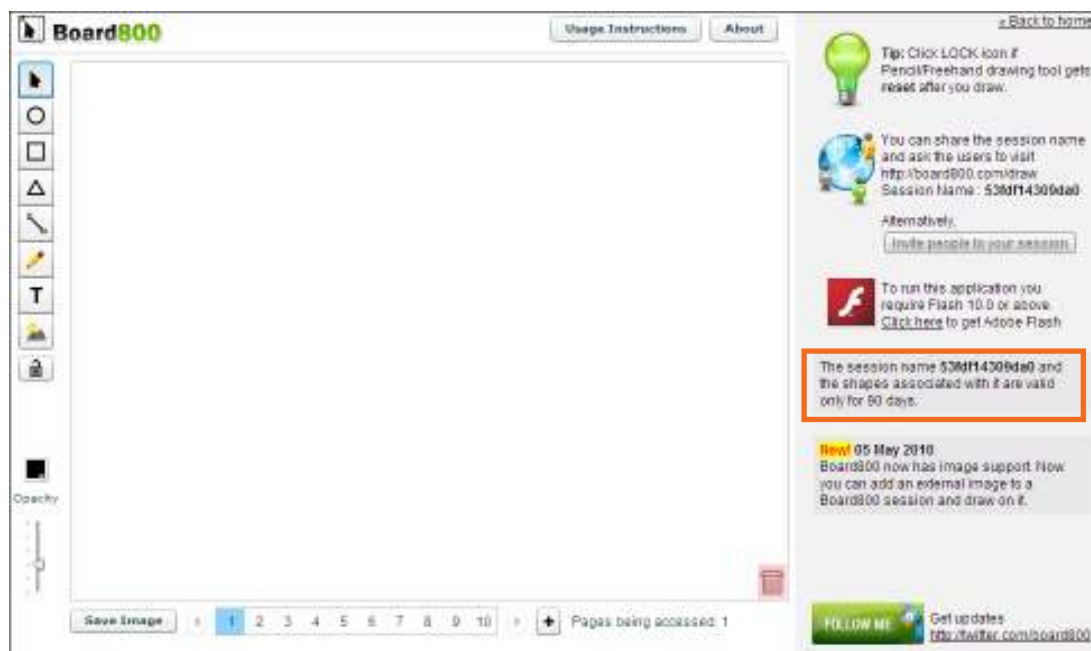 Board800
Usage Instructions
About
« Back to home
Tip: Click LOCK icon if
Pencil/Freehand drawing tool gets
reset after you draw.
You can share the session name
and ask the users to visit
http://board800.com/draw
Session Name : 53fdf14309da0
Alternatively,
Invite people to your session
To run this application you
require Flash 10.0 or above.
Click here to get Adobe Flash
The session name 53fdf14309da0 and
the shapes associated with it are valid
only for 90 days.
New! 05 May 2010
Board800 now has image support. Now
you can add an external image to a
Board800 session and draw on it.
T
Opacity
Save Image
1 2 3 4 5 6 7 8 9 10
+
Pages being accessed: 1
FOLLOW ME
Get updates
http://twitter.com/board800